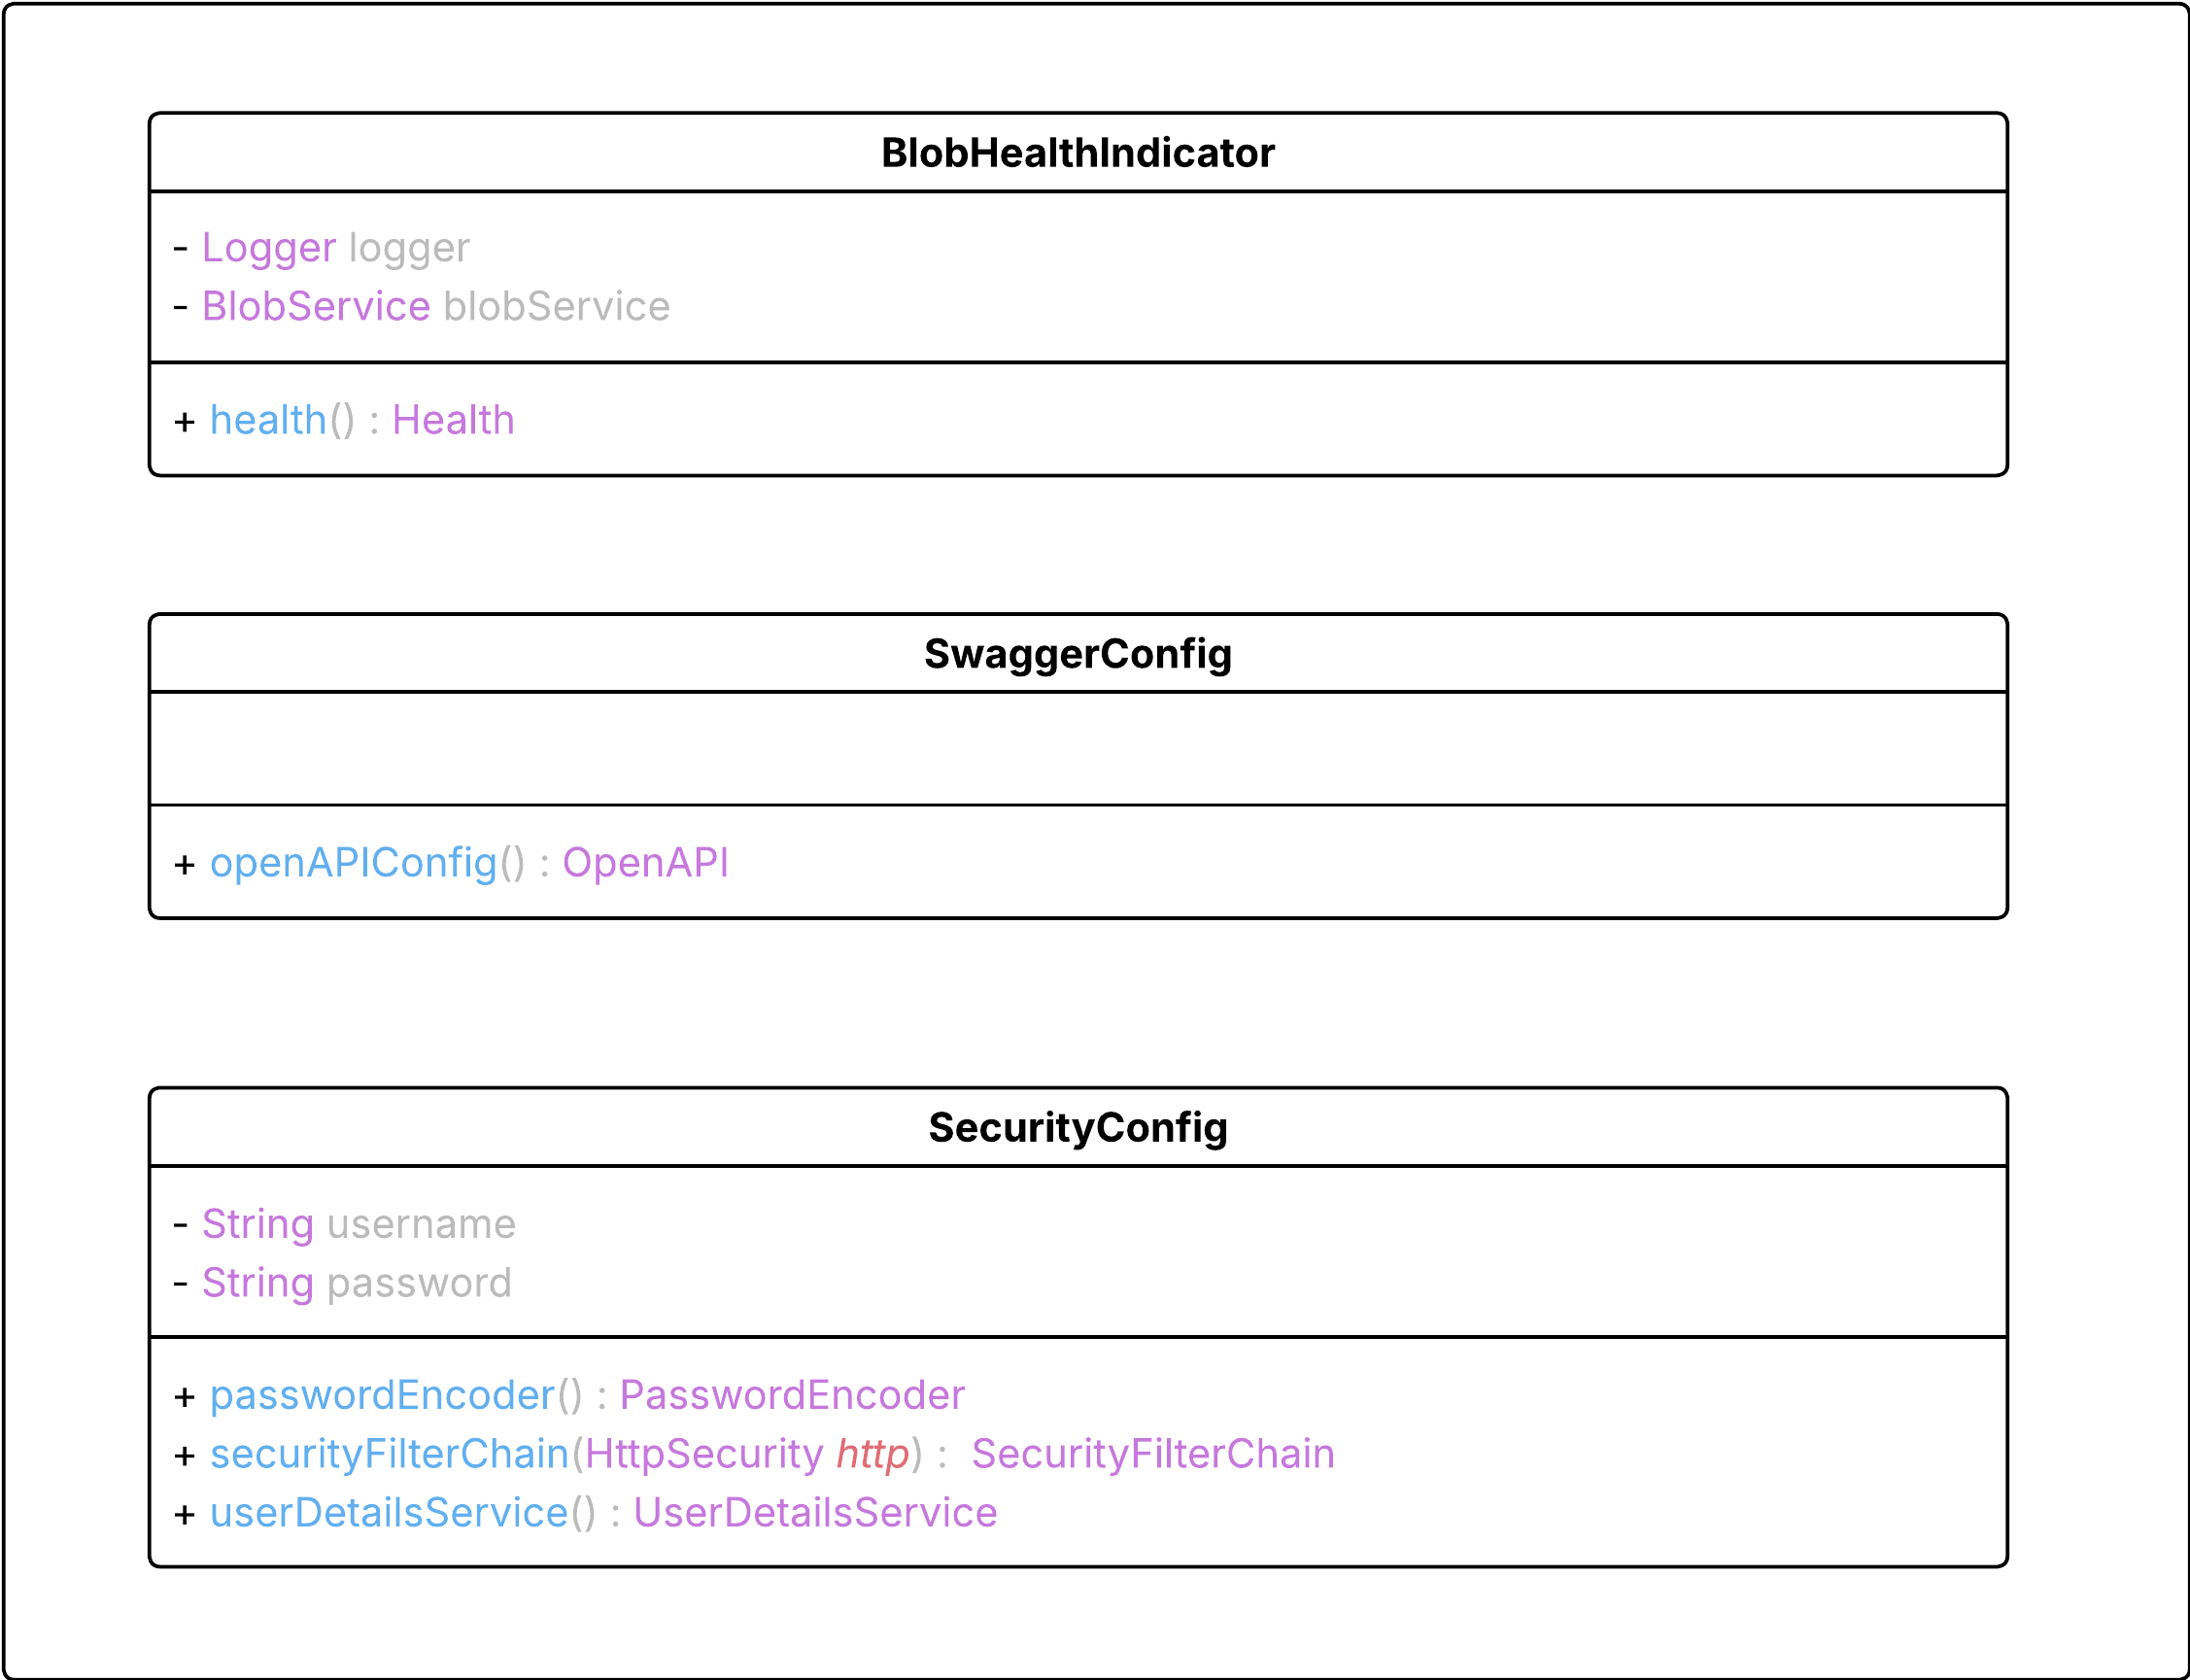 BlobHealthIndicator
- Logger logger
- BlobService blobService
+ health() : Health
SwaggerConfig
+ openAPIConfig() : OpenAPI
SecurityConfig
- String username
- String password
+ passwordEncoder() : PasswordEncoder
+ securityFilterChain(HttpSecurity http) : SecurityFilterChain
+ userDetailsService() : UserDetailsService